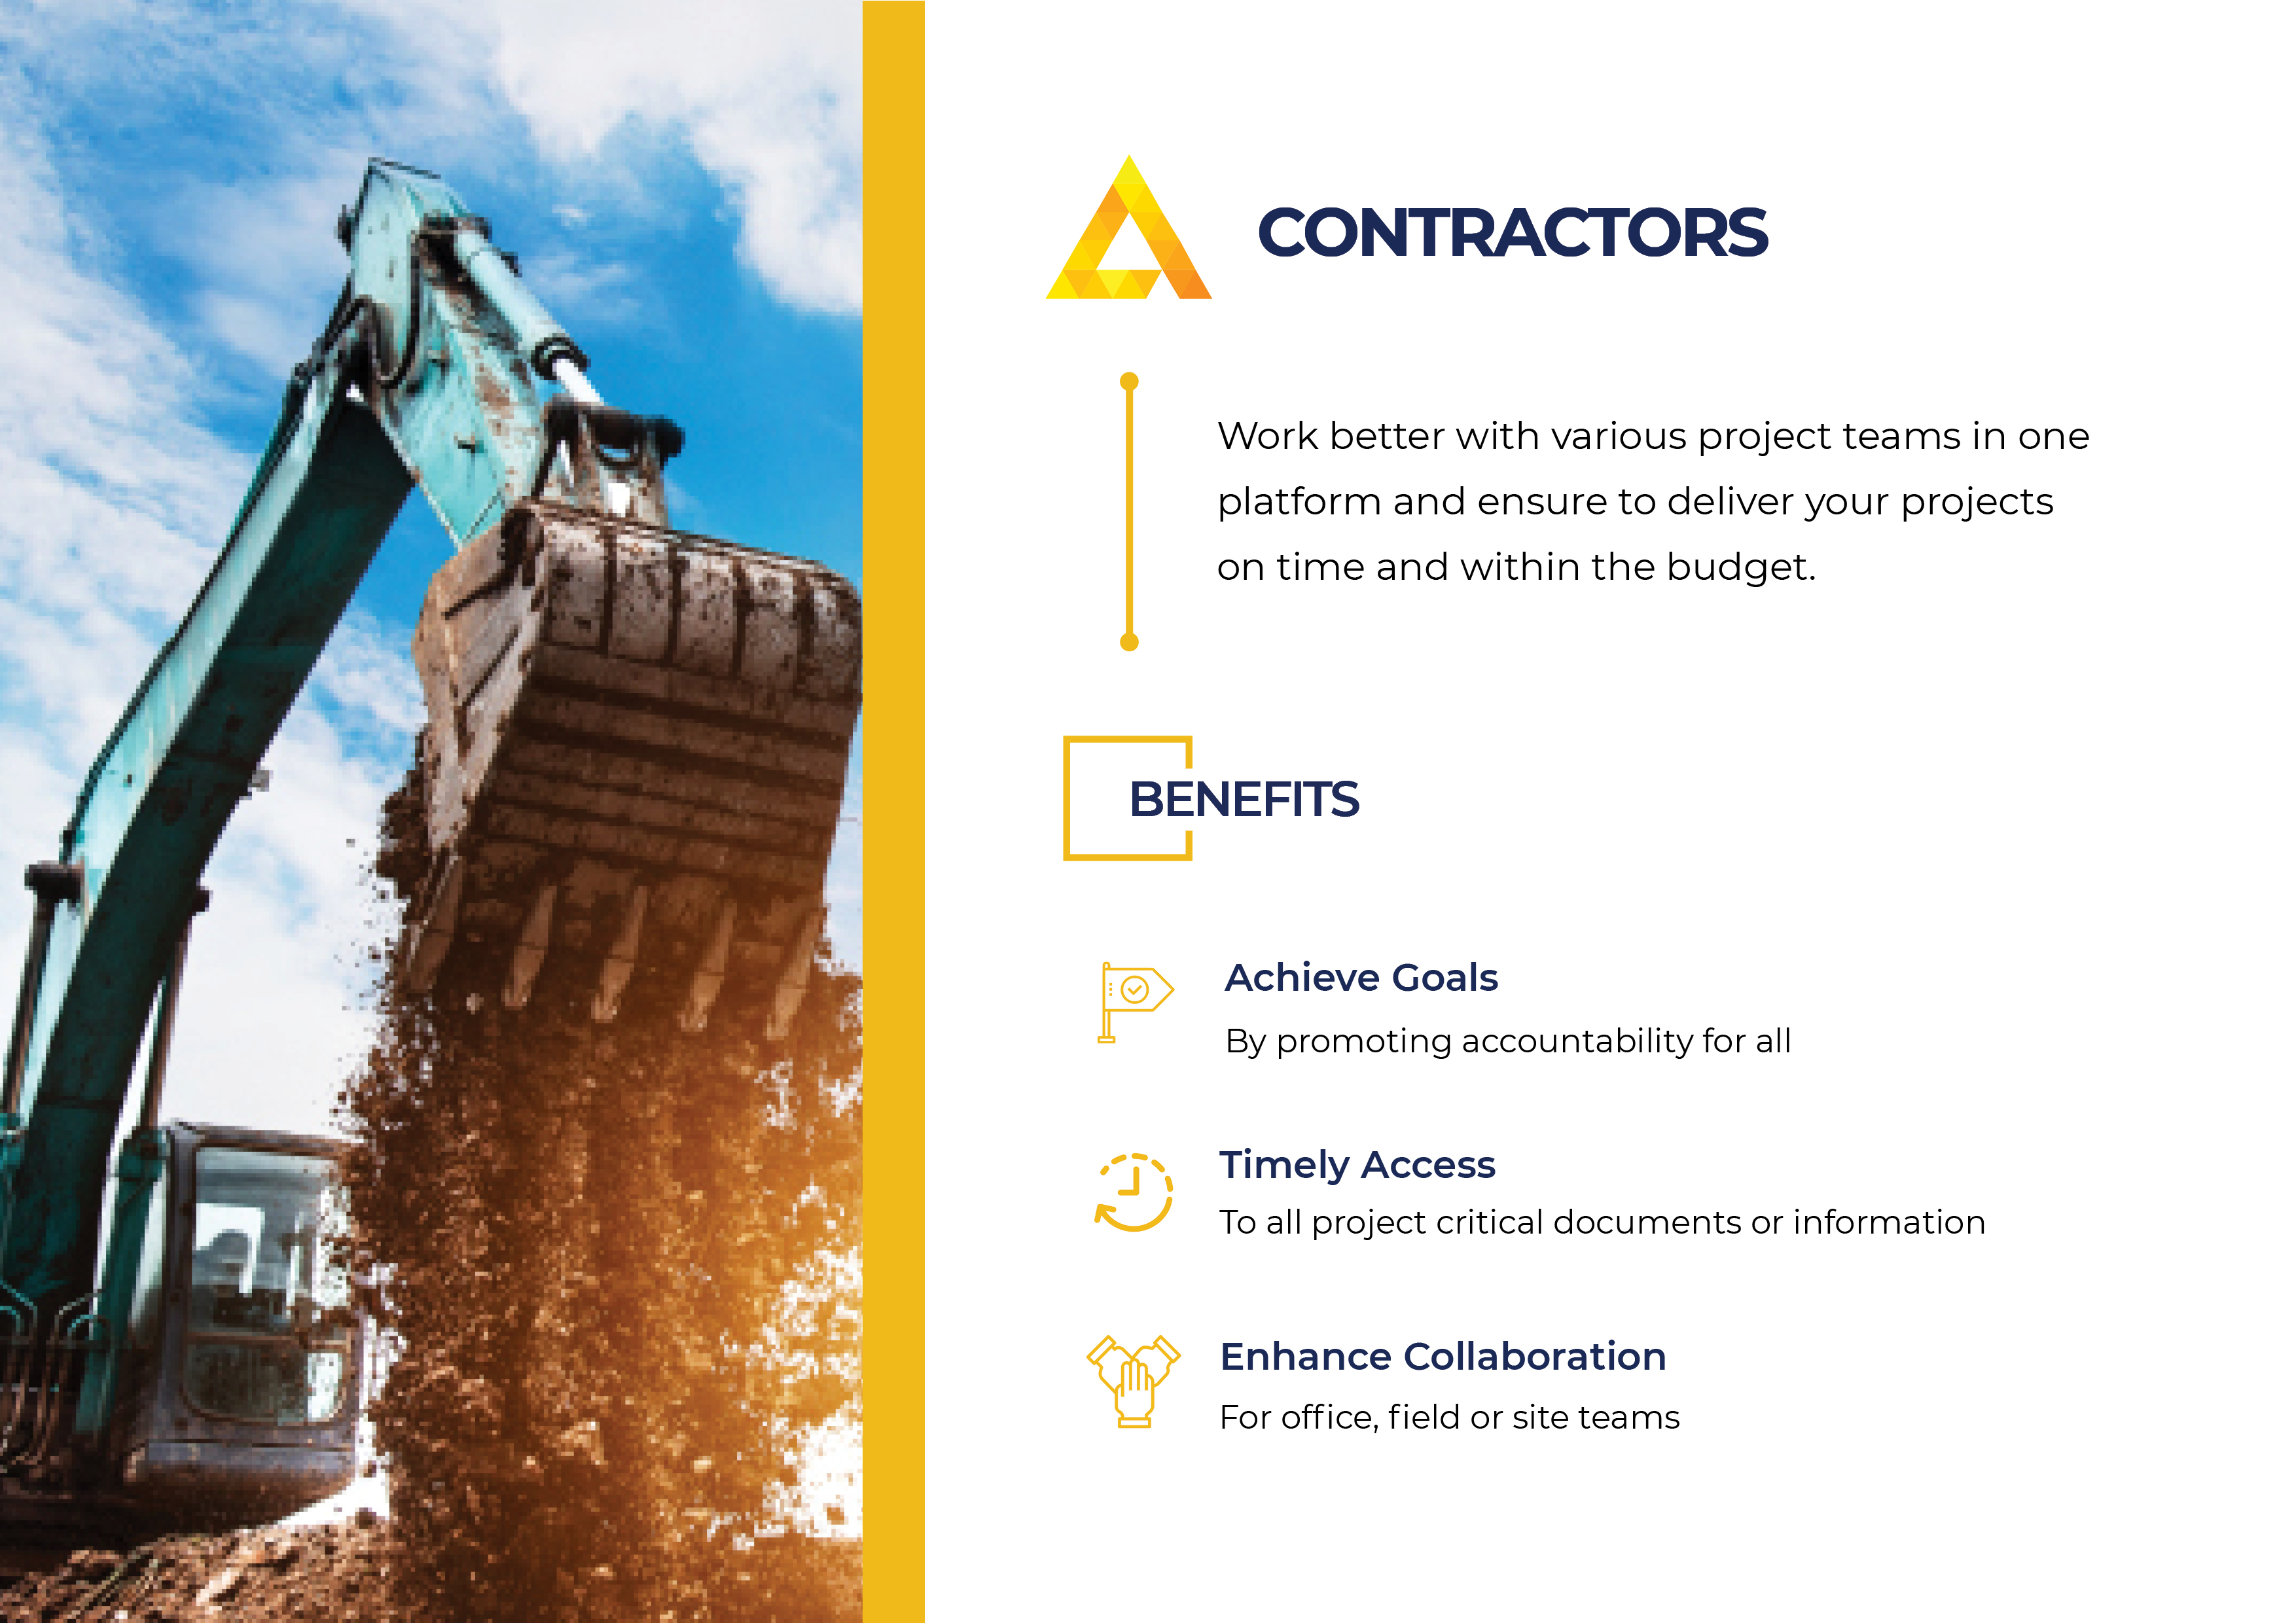 CONTRACTORS
Work better with various project teams in one
platform and ensure to deliver your projects
on time and within the budget.
BENEFITS
Achieve Goals
By promoting accountability for all
Timely Access
To all project critical documents or information
Enhance Collaboration
For office, field or site teams